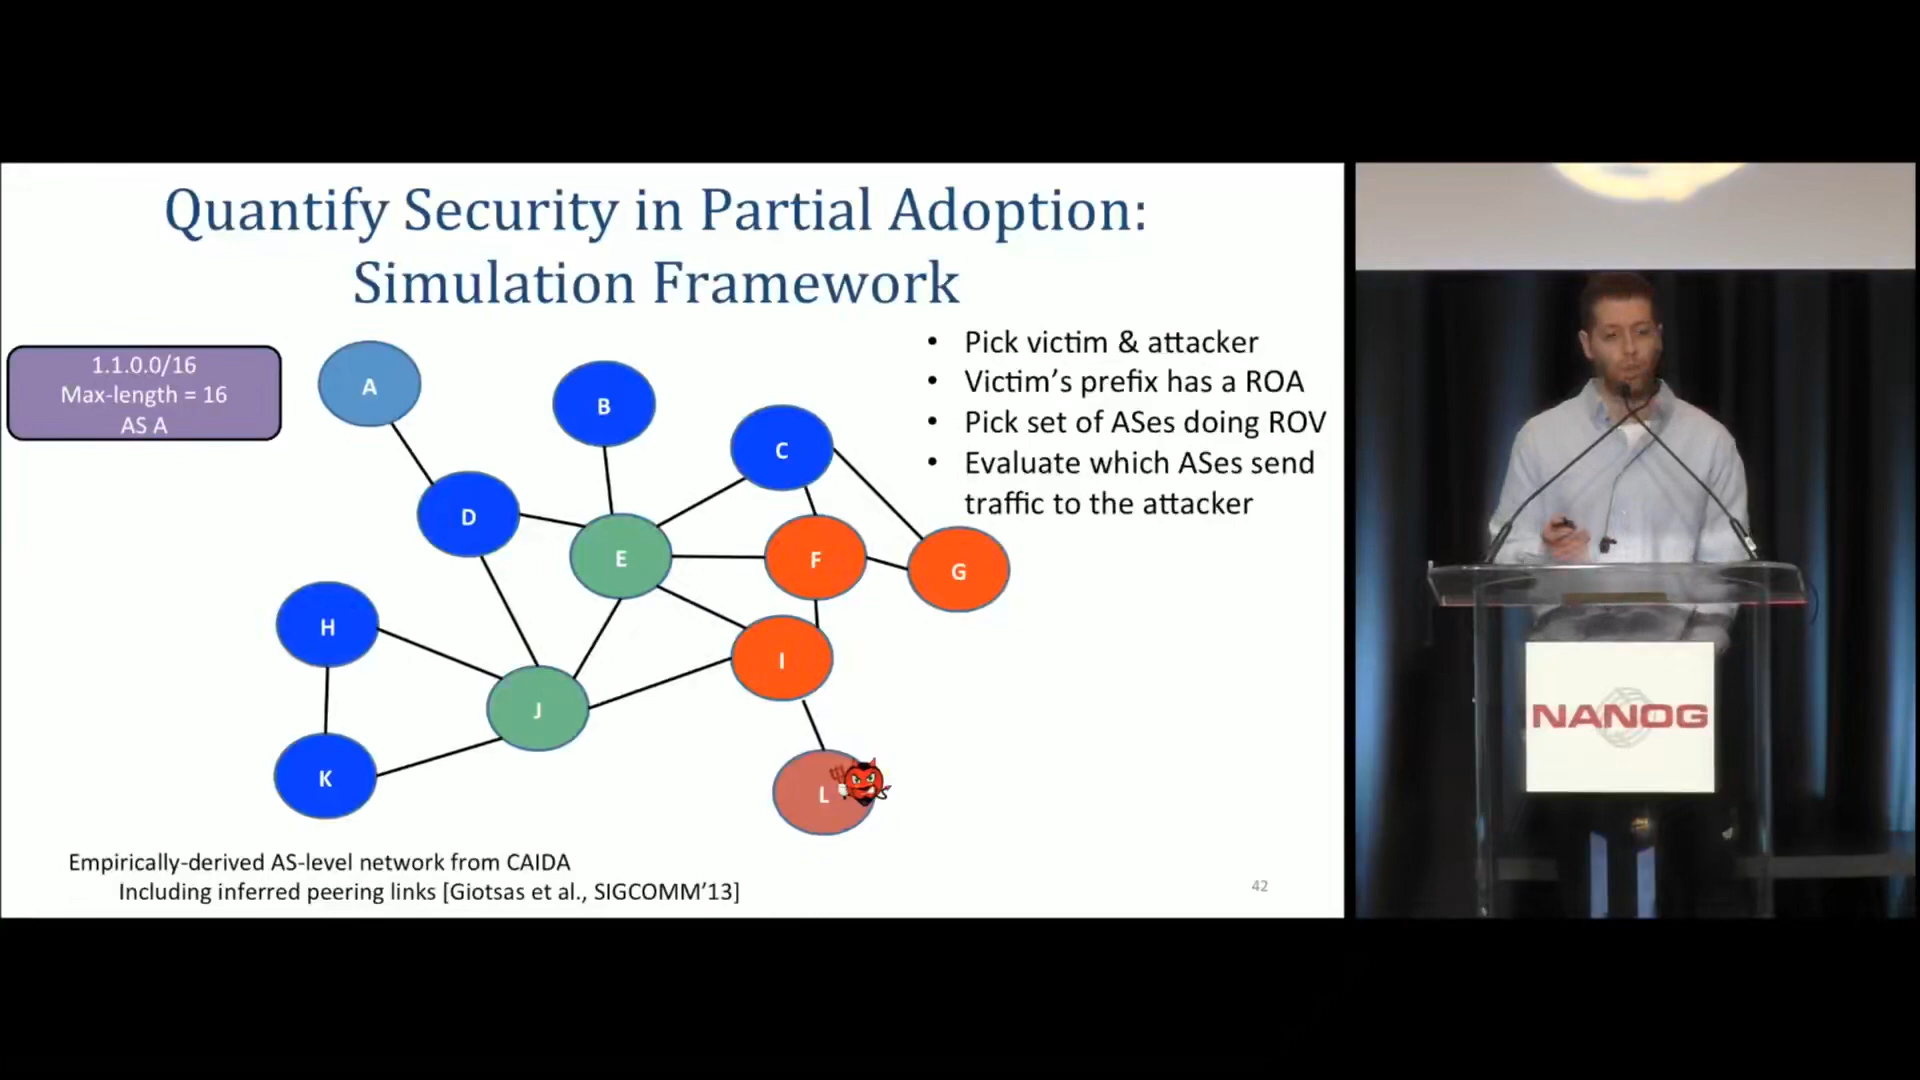 Quantify Security in Partial Adoption:
Simulation Framework
1.1.0.0/16
Max-length = 16
AS A
• Pick victim & attacker
• Victim's prefix has a ROA
• Pick set of ASes doing ROV
• Evaluate which ASes send
traffic to the attacker
A
B
C
D
E
F
G
H
I
J
K
L
Empirically-derived AS-level network from CAIDA
Including inferred peering links [Giotsas et al., SIGCOMM'13]
42
NANOG